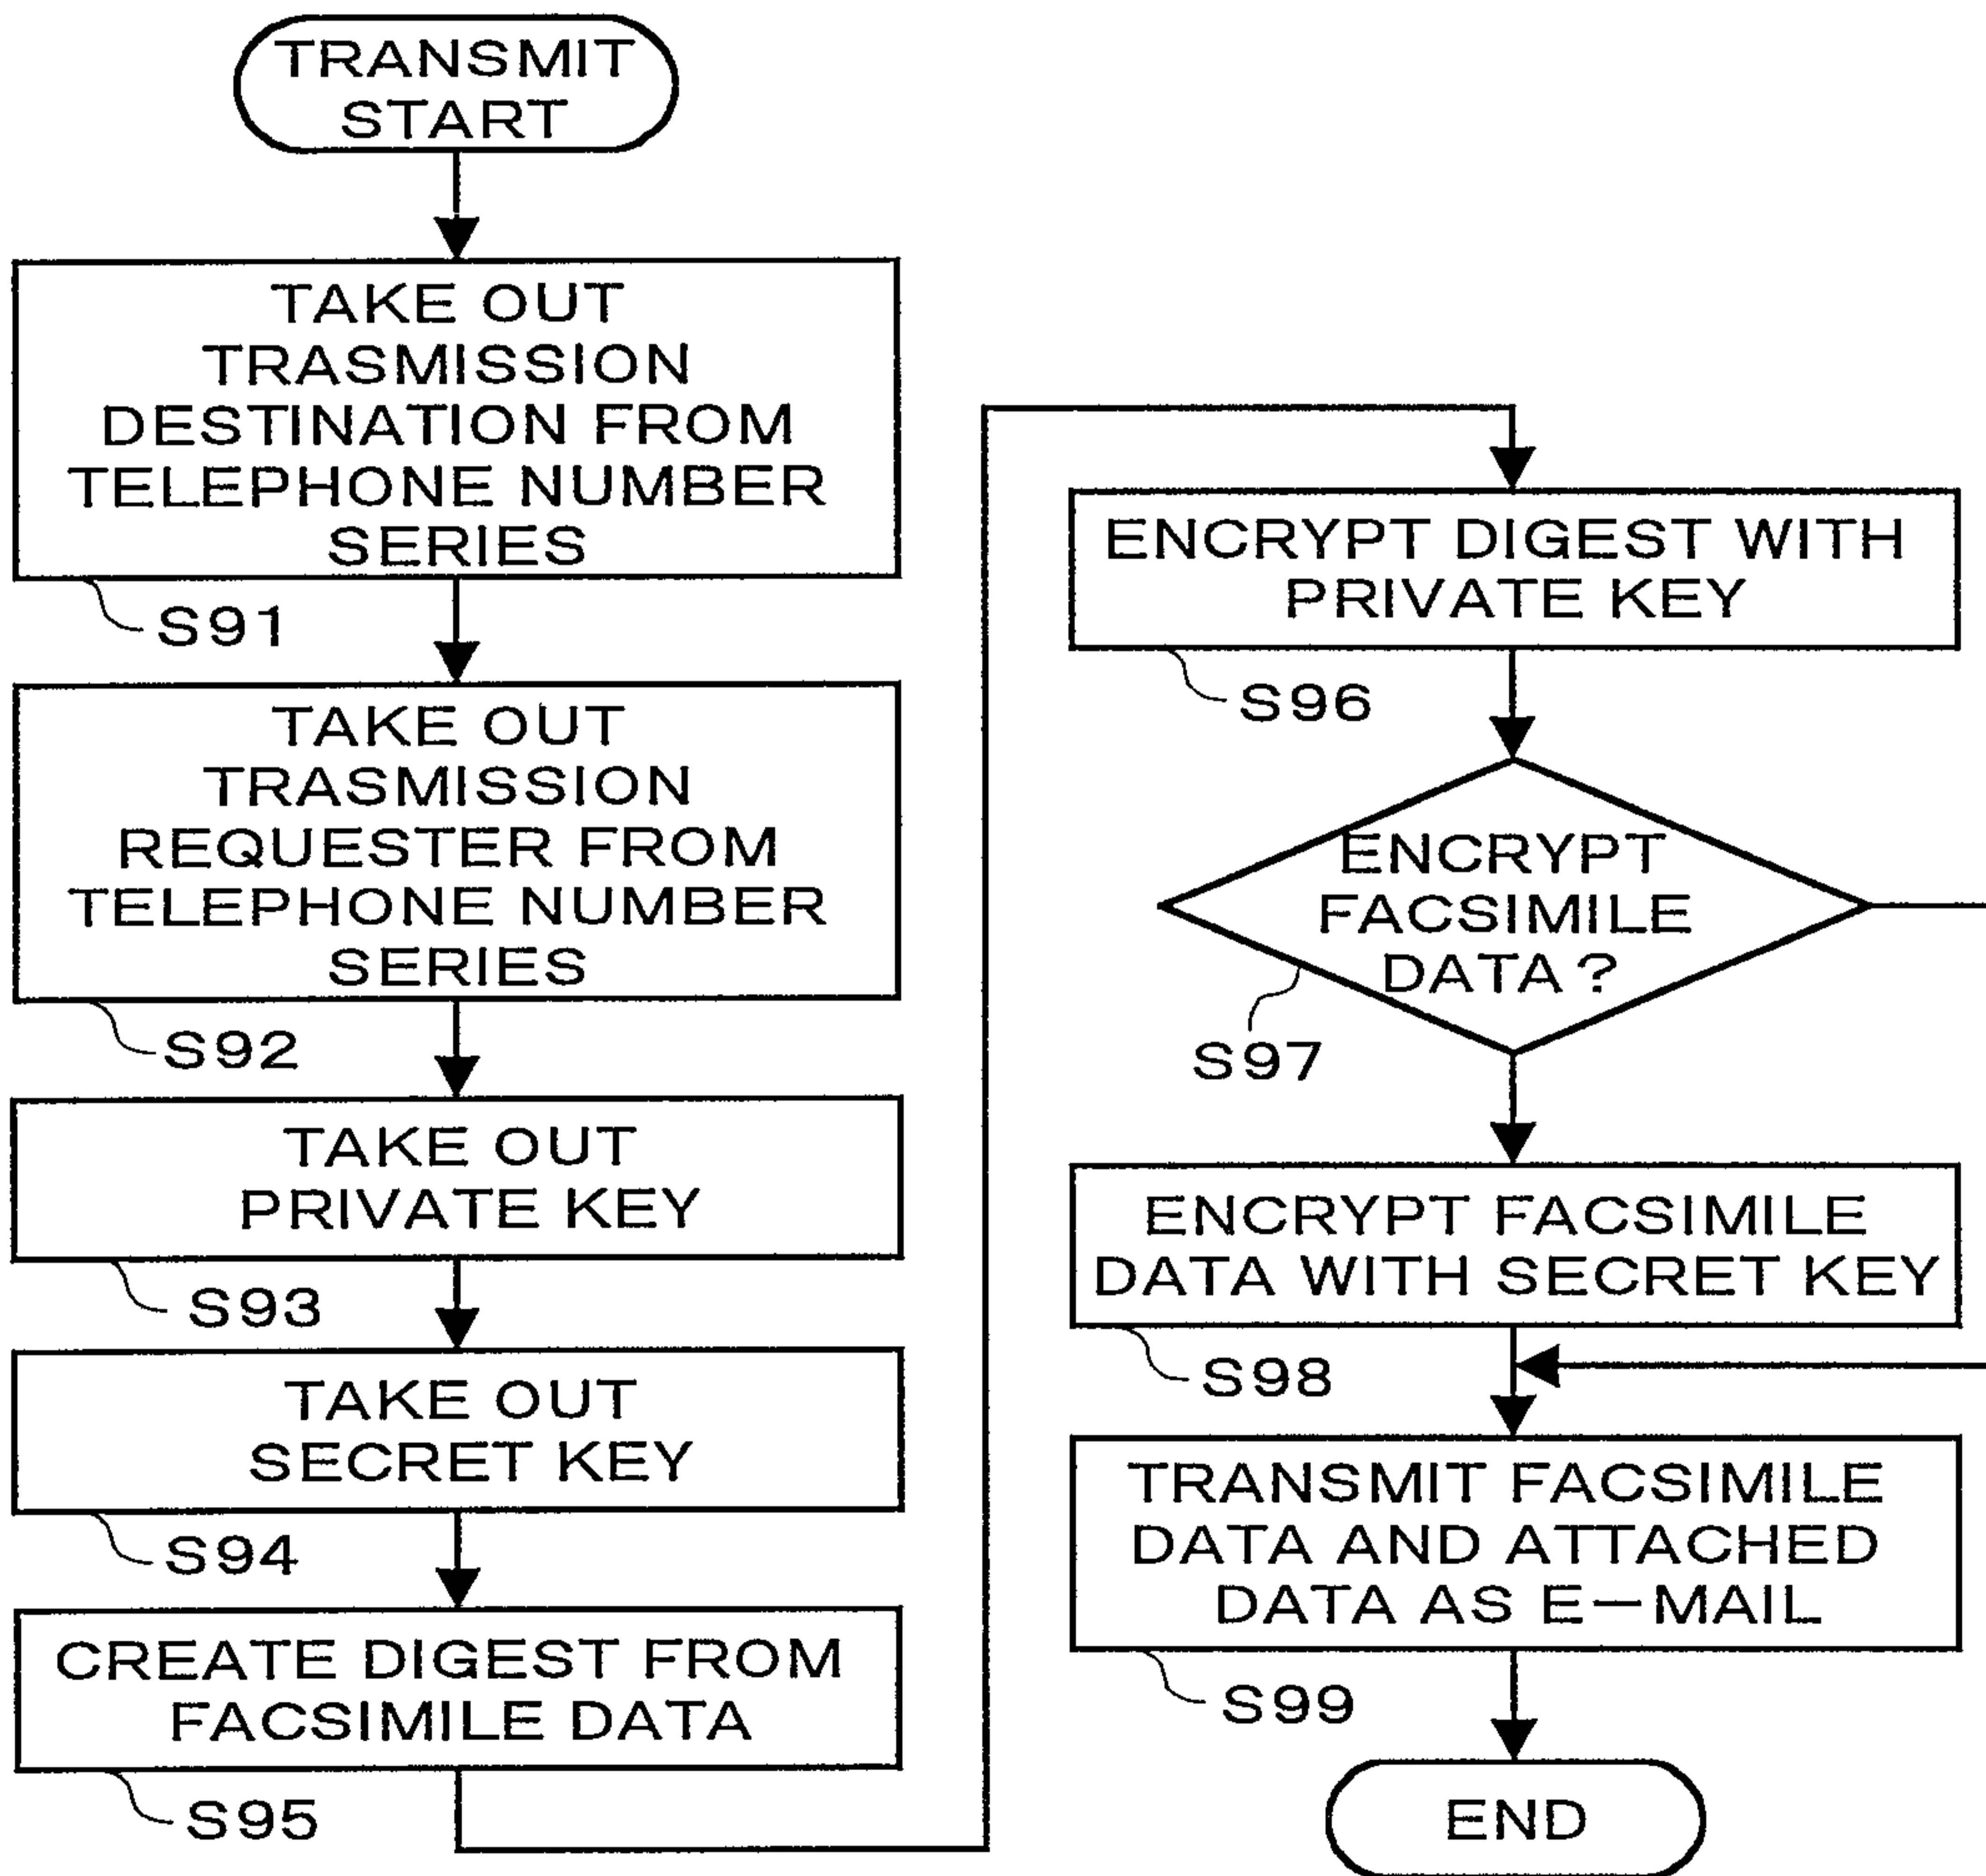 TRANSMIT
START
TAKE OUT
TRASMISSION
DESTINATION FROM
TELEPHONE NUMBER
SERIES
S91
TAKE OUT
TRASMISSION
REQUESTER FROM
TELEPHONE NUMBER
SERIES
S92
TAKE OUT
PRIVATE KEY
S93
TAKE OUT
SECRET KEY
S94
CREATE DIGEST FROM
FACSIMILE DATA
S95
ENCRYPT DIGEST WITH
PRIVATE KEY
S96
ENCRYPT
FACSIMILE
DATA?
S97
ENCRYPT FACSIMILE
DATA WITH SECRET KEY
S98
TRANSMIT FACSIMILE
DATA AND ATTACHED
DATA AS E-MAIL
S99
END